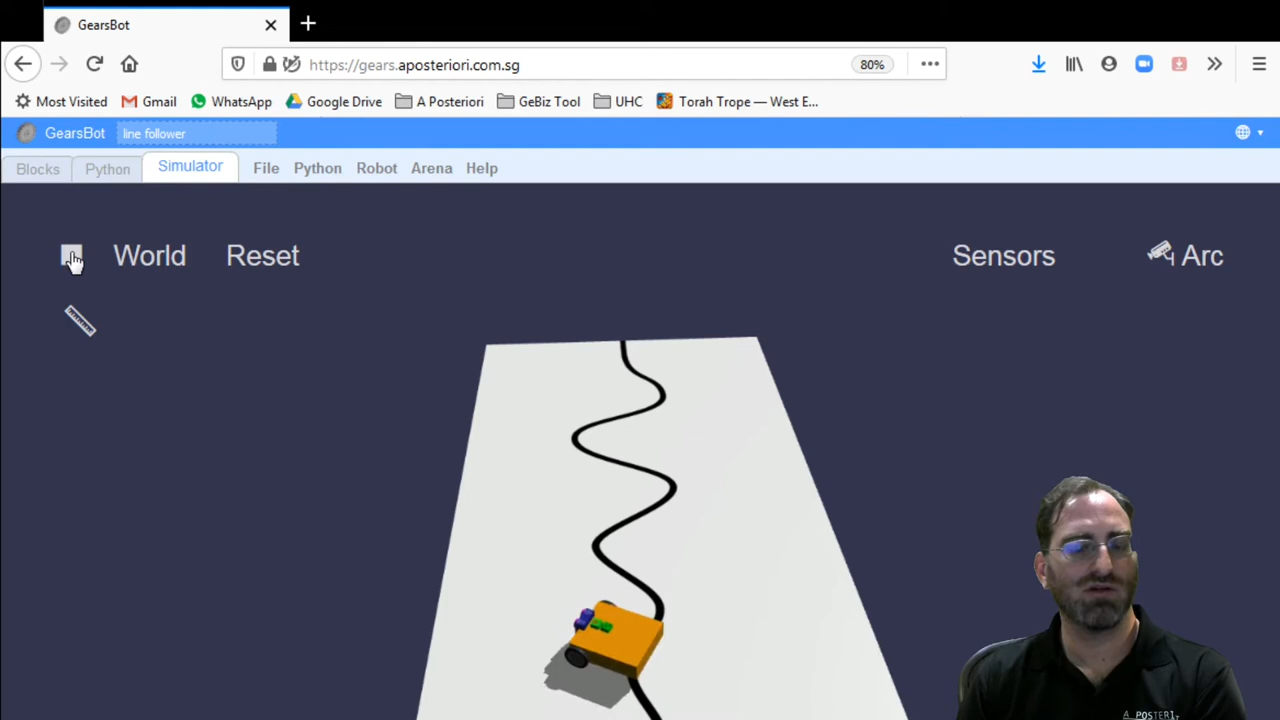 GearsBot
https://gears.aposteriori.com.sg 80%
Most Visited Gmail WhatsApp Google Drive A Posteriori GeBiz Tool UHC Torah Trope — West E...
GearsBot line follower
Blocks Python Simulator File Python Robot Arena Help
World Reset Sensors Arc
A POSTERI